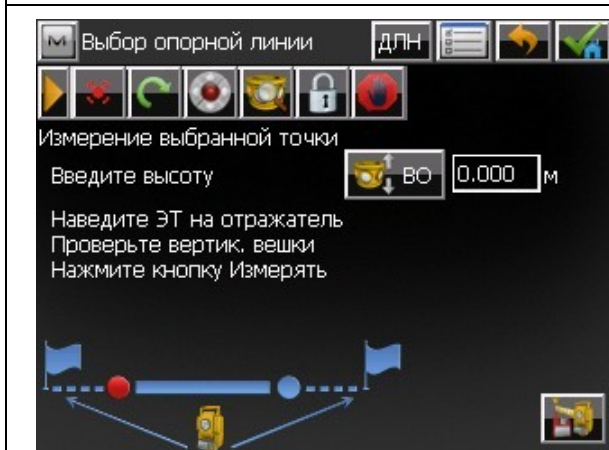 Выбор опорной линии ДЛН
Измерение выбранной точки
Введите высоту ВО 0.000 м
Наведите ЭТ на отражатель
Проверьте вертик. вешки
Нажмите кнопку Измерять